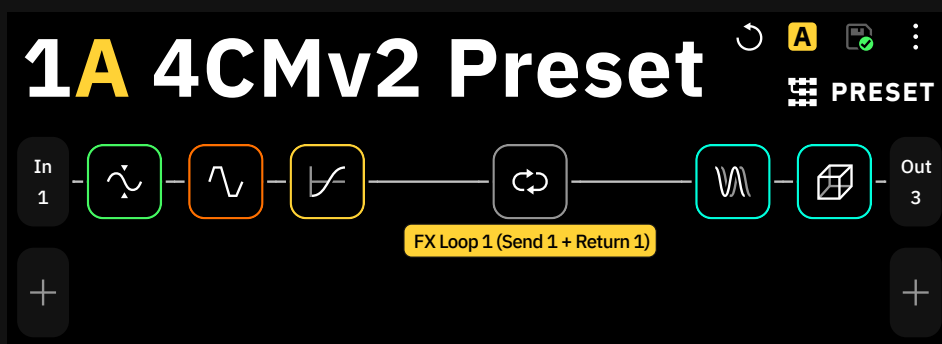 1A 4CMv2 Preset
A
PRESET
In
1
Out
3
FX Loop 1 (Send 1 + Return 1)